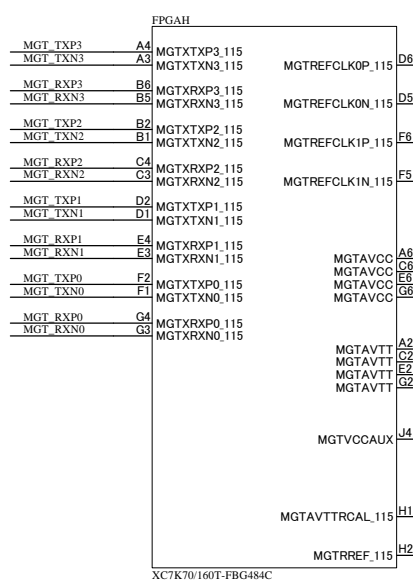 FPGAH
MGT_TXP3 A4 MGTXTXP3_115
MGT_TXN3 A3 MGTXTXN3_115
MGTREFCLK0P_115 D6
MGT_RXP3 B6 MGTXRXP3_115
MGT_RXN3 B5 MGTXRXN3_115
MGTREFCLK0N_115 D5
MGT_TXP2 B2 MGTXTXP2_115
MGT_TXN2 B1 MGTXTXN2_115
MGTREFCLK1P_115 F6
MGT_RXP2 C4 MGTXRXP2_115
MGT_RXN2 C3 MGTXRXN2_115
MGTREFCLK1N_115 F5
MGT_TXP1 D2 MGTXTXP1_115
MGT_TXN1 D1 MGTXTXN1_115
MGT_RXP1 E4 MGTXRXP1_115
MGT_RXN1 E3 MGTXRXN1_115
MGTAVCC A6
MGTAVCC C6
MGT_TXP0 F2 MGTXTXP0_115
MGTAVCC E6
MGT_TXN0 F1 MGTXTXN0_115
MGTAVCC G6
MGT_RXP0 G4 MGTXRXP0_115
MGT_RXN0 G3 MGTXRXN0_115
MGTAVTT A2
MGTAVTT C2
MGTAVTT E2
MGTAVTT G2
MGTVCCAUX J4
MGTAVTTRCAL_115 H1
MGTRREF_115 H2
XC7K70/160T-FBG484C